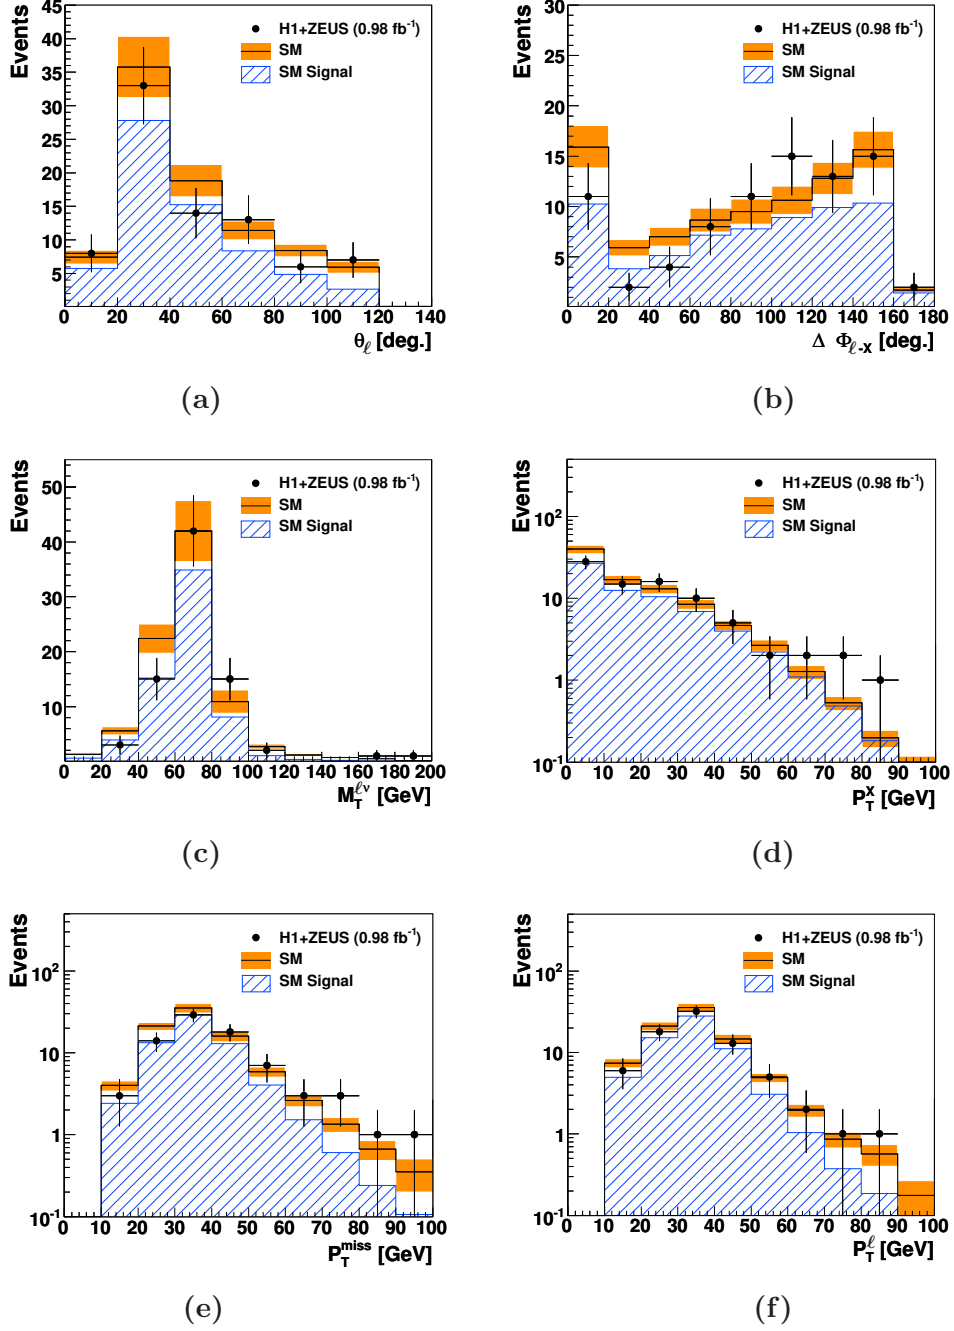 Events
45
40
35
30
25
20
15
10
5
H1+ZEUS (0.98 fb-1)
SM
SM Signal
0 20 40 60 80 100 120 140
θℓ [deg.]
(a)
Events
30
25
20
15
10
5
H1+ZEUS (0.98 fb-1)
SM
SM Signal
0 20 40 60 80 100 120 140 160 180
Δ Φℓ-X [deg.]
(b)
Events
50
40
30
20
10
H1+ZEUS (0.98 fb-1)
SM
SM Signal
0 20 40 60 80 100 120 140 160 180 200
MTℓν [GeV]
(c)
Events
10²
10
1
10-1
H1+ZEUS (0.98 fb-1)
SM
SM Signal
0 10 20 30 40 50 60 70 80 90 100
PTX [GeV]
(d)
Events
10²
10
1
10-1
H1+ZEUS (0.98 fb-1)
SM
SM Signal
0 10 20 30 40 50 60 70 80 90 100
PTmiss [GeV]
(e)
Events
10²
10
1
10-1
H1+ZEUS (0.98 fb-1)
SM
SM Signal
0 10 20 30 40 50 60 70 80 90 100
PTℓ [GeV]
(f)